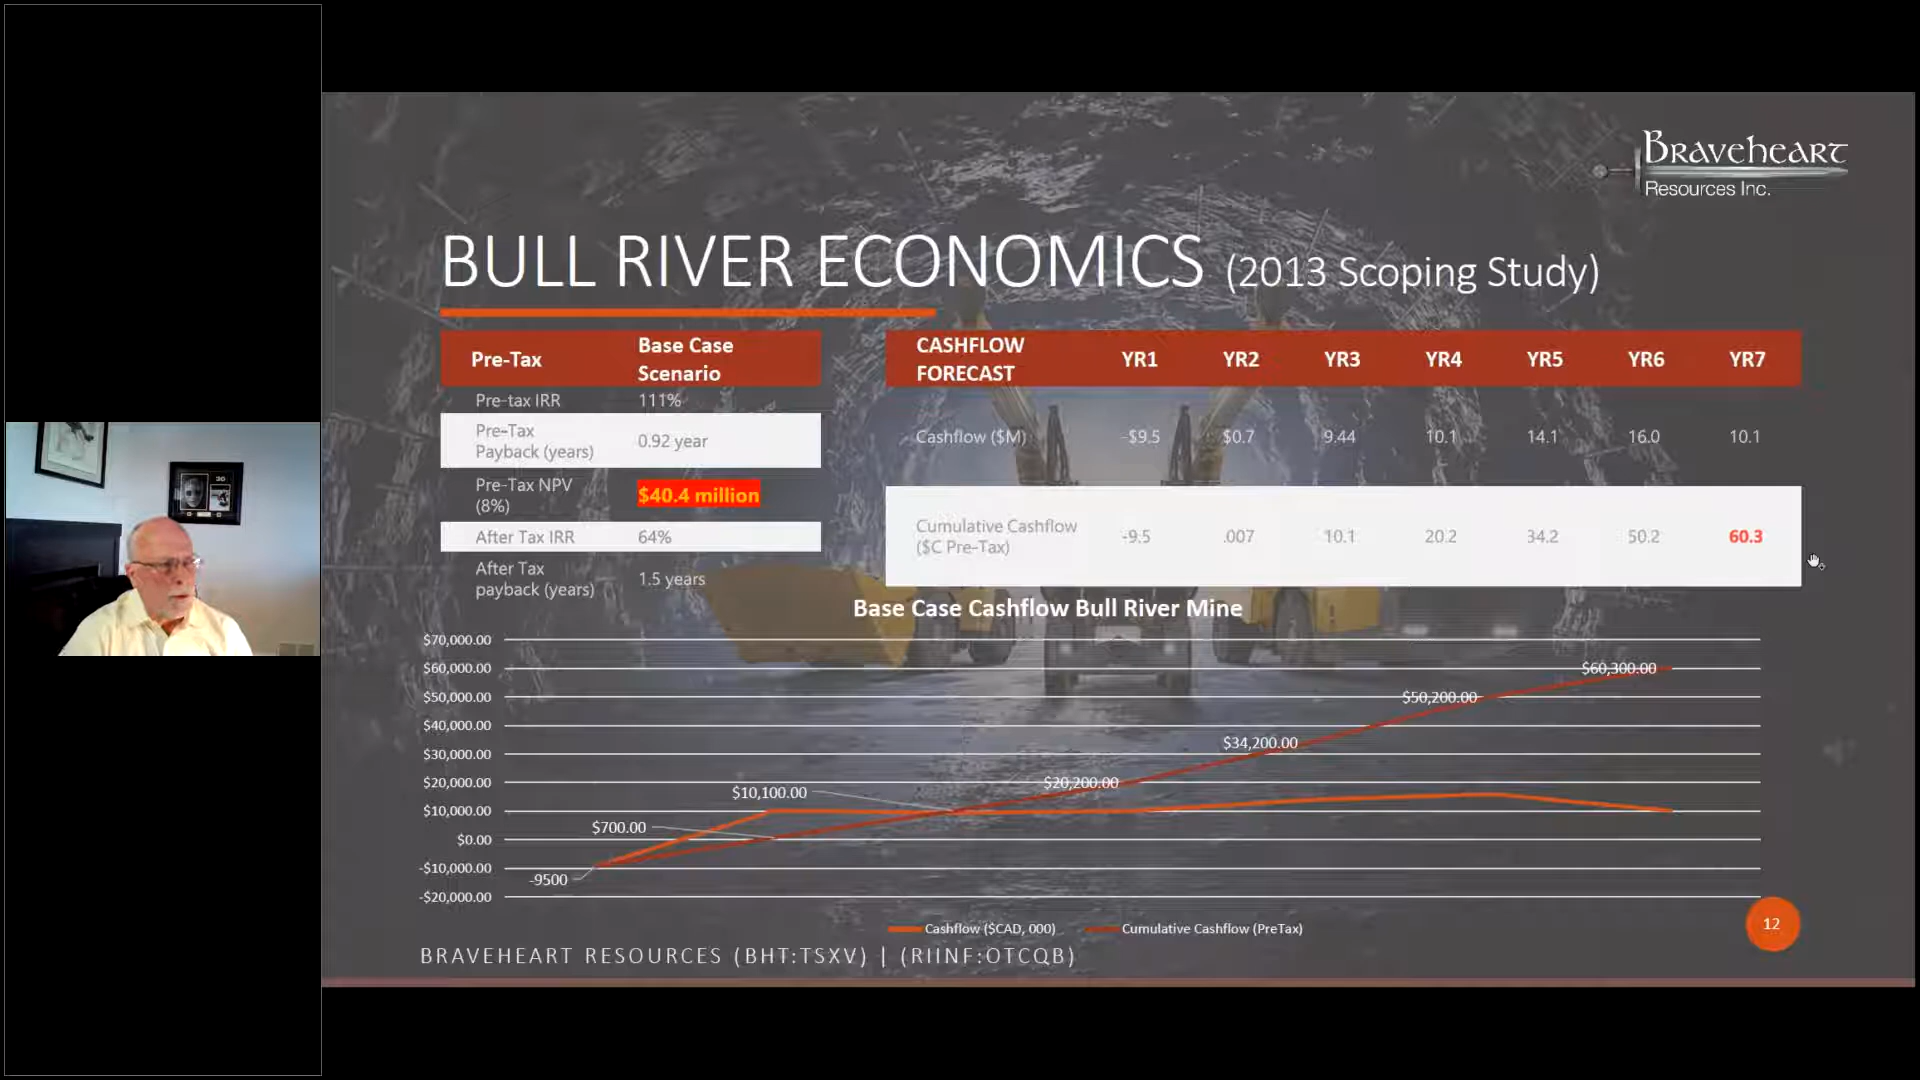 Braveheart
Resources Inc.
BULL RIVER ECONOMICS (2013 Scoping Study)
Pre-Tax Base Case Scenario
Pre-tax IRR 111%
Pre-Tax Payback (years) 0.92 year
Pre-Tax NPV (8%) $40.4 million
After Tax IRR 64%
After Tax payback (years) 1.5 years
CASHFLOW FORECAST YR1 YR2 YR3 YR4 YR5 YR6 YR7
Cashflow ($M) -$9.5 $0.7 9.44 10.1 14.1 16.0 10.1
Cumulative Cashflow ($C Pre-Tax) -9.5 .007 10.1 20.2 34.2 50.2 60.3
Base Case Cashflow Bull River Mine
$70,000.00
$60,000.00
$50,000.00
$40,000.00
$30,000.00
$20,000.00
$10,000.00
$0.00
-$10,000.00
-$20,000.00
-9500
$700.00
$10,100.00
$20,200.00
$34,200.00
$50,200.00
$60,300.00
Cashflow ($CAD, 000) Cumulative Cashflow (PreTax)
12
BRAVEHEART RESOURCES (BHT:TSXV) | (RIINF:OTCQB)